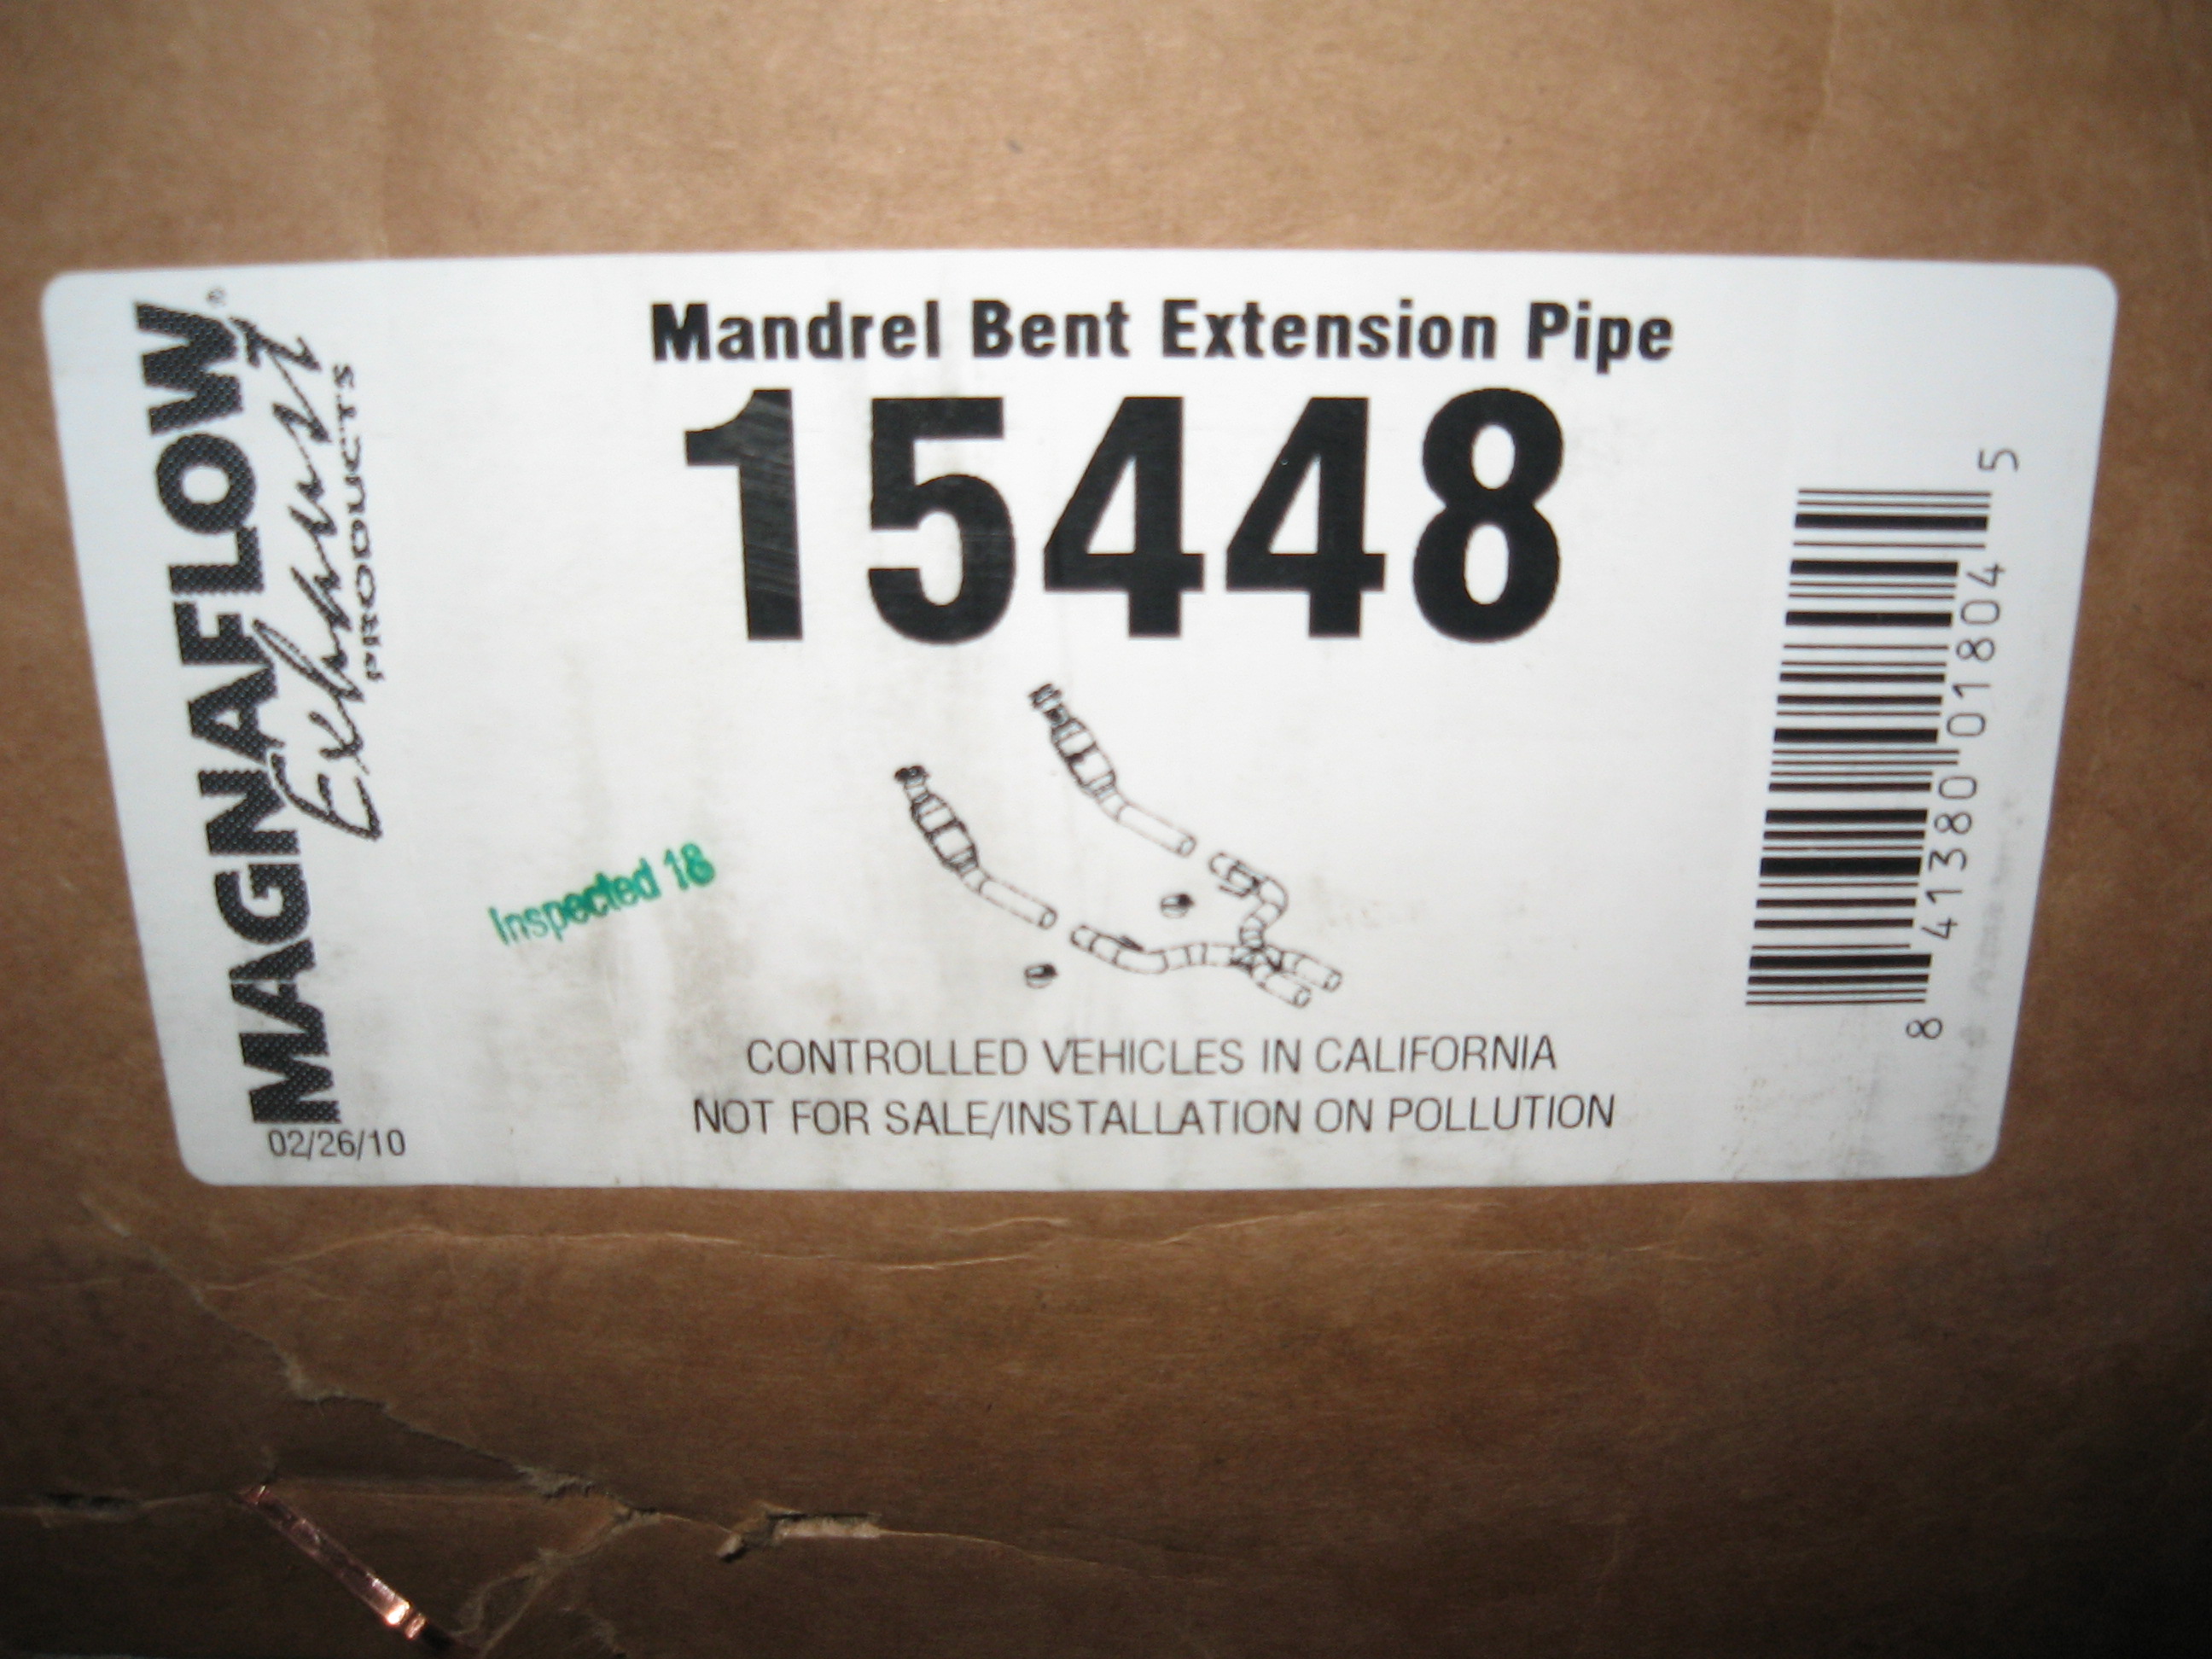 MAGNAFLOW®
Exhaust
PRODUCTS
02/26/10
Mandrel Bent Extension Pipe
15448
Inspected 18
CONTROLLED VEHICLES IN CALIFORNIA
NOT FOR SALE/INSTALLATION ON POLLUTION
8 41380 01804 5